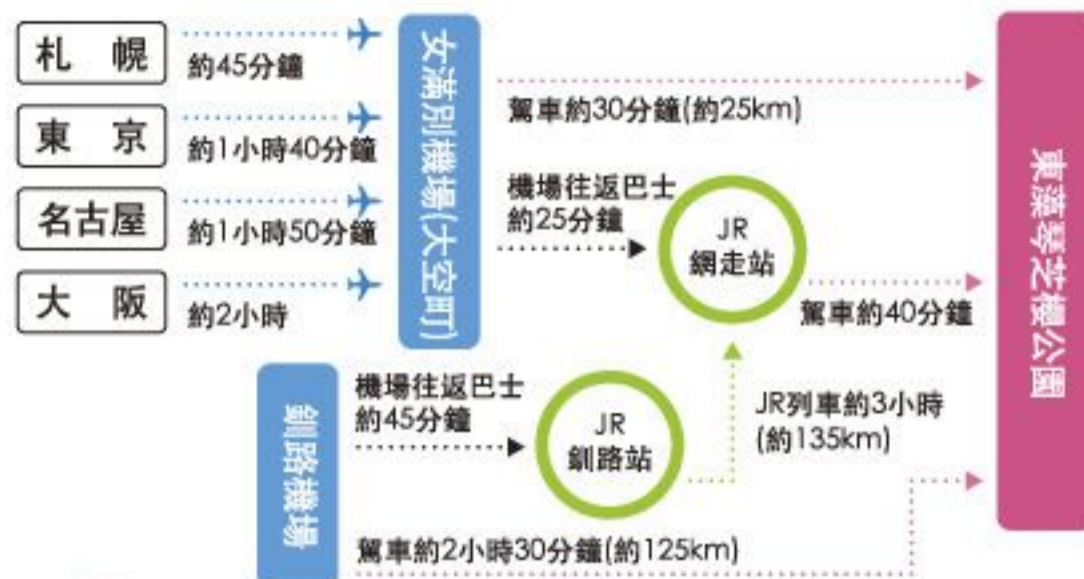 札 幌
約45分鐘
東 京
約1小時40分鐘
名古屋
約1小時50分鐘
大 阪
約2小時
女滿別機場(大空町)
駕車約30分鐘(約25km)
機場往返巴士
約25分鐘
JR
網走站
駕車約40分鐘
東藻琴芝櫻公園
釧路機場
機場往返巴士
約45分鐘
JR
釧路站
JR列車約3小時
(約135km)
駕車約2小時30分鐘(約125km)